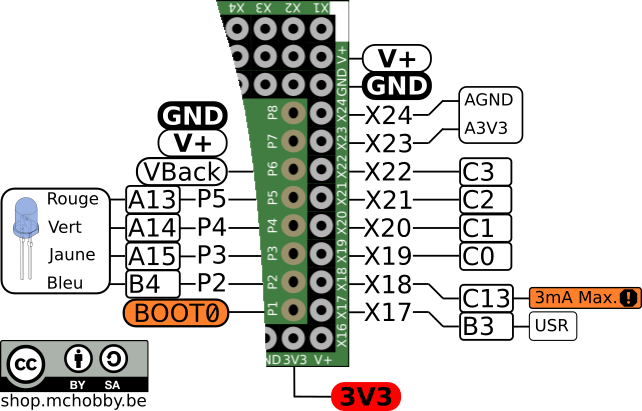 X4 X3 X2 X1
V+
GND
X24
X23
X22
X21
X20
X19
X18
X17
X16
P8
P7
P6
P5
P4
P3
P2
P1
ND 3V3 V+
GND
V+
VBack
Rouge A13 P5
Vert A14 P4
Jaune A15 P3
Bleu B4 P2
BOOT0
V+
GND
X24 AGND
X23 A3V3
X22 C3
X21 C2
X20 C1
X19 C0
X18 C13 3mA Max.
X17 B3 USR
3V3
cc
BY SA
shop.mchobby.be